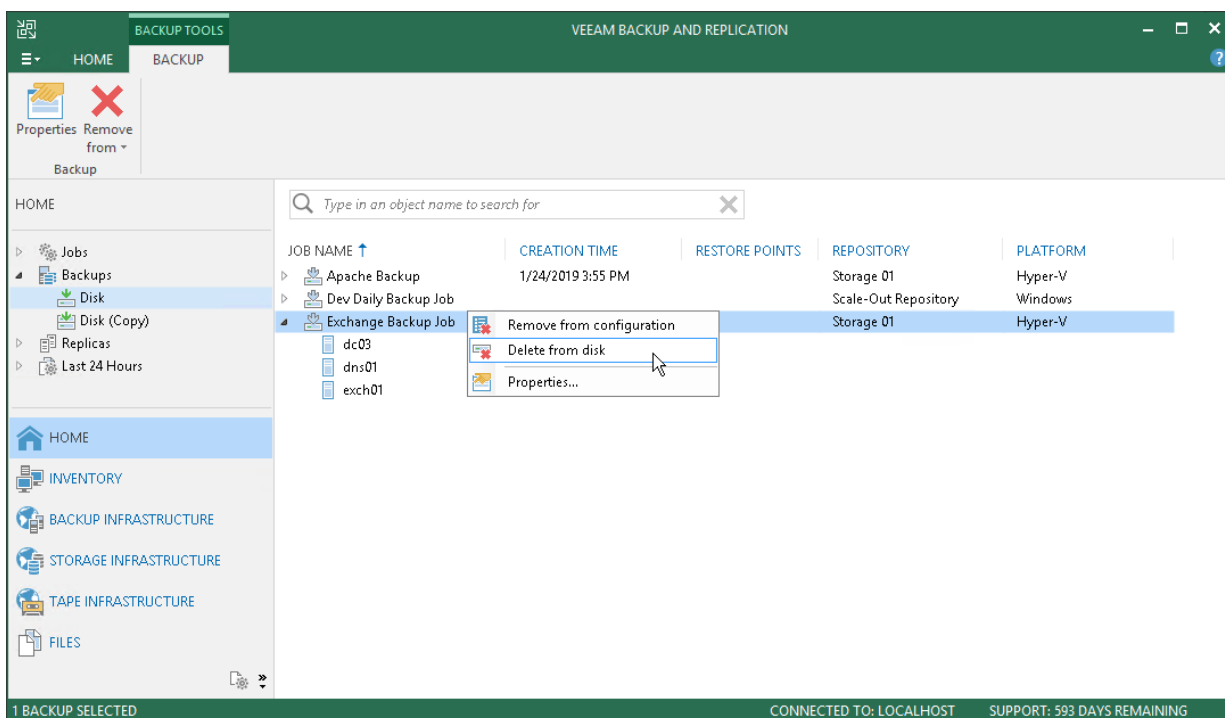 BACKUP TOOLS
VEEAM BACKUP AND REPLICATION
HOME
BACKUP
Properties
Remove from
Backup
HOME
Jobs
Backups
Disk
Disk (Copy)
Replicas
Last 24 Hours
HOME
INVENTORY
BACKUP INFRASTRUCTURE
STORAGE INFRASTRUCTURE
TAPE INFRASTRUCTURE
FILES
Type in an object name to search for
JOB NAME CREATION TIME RESTORE POINTS REPOSITORY PLATFORM
Apache Backup 1/24/2019 3:55 PM Storage 01 Hyper-V
Dev Daily Backup Job Scale-Out Repository Windows
Exchange Backup Job Storage 01 Hyper-V
dc03
dns01
exch01
Remove from configuration
Delete from disk
Properties...
1 BACKUP SELECTED
CONNECTED TO: LOCALHOST
SUPPORT: 593 DAYS REMAINING